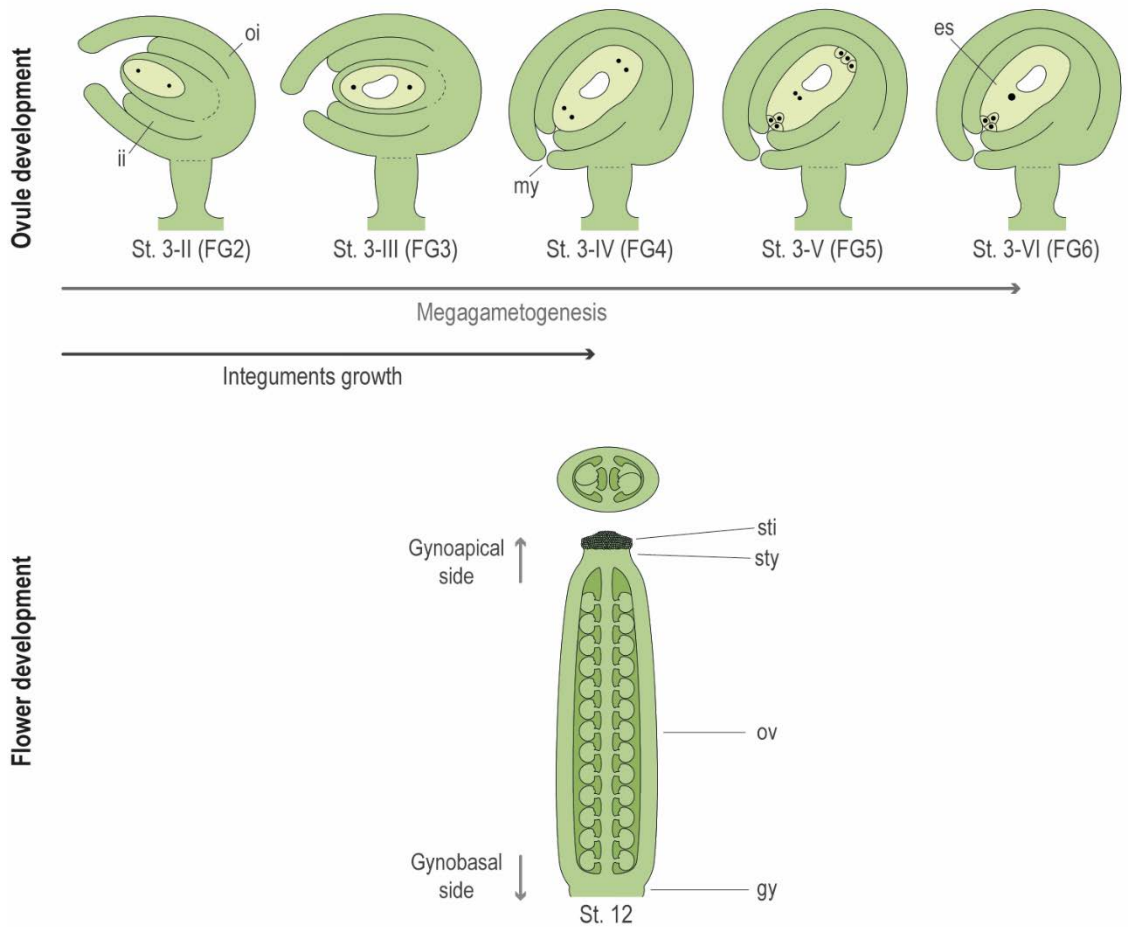 Ovule development
oi
ii
my
es
St. 3-II (FG2)
St. 3-III (FG3)
St. 3-IV (FG4)
St. 3-V (FG5)
St. 3-VI (FG6)
Megagametogenesis
Integuments growth
Flower development
Gynoapical
side
sti
sty
ov
Gynobasal
side
gy
St. 12